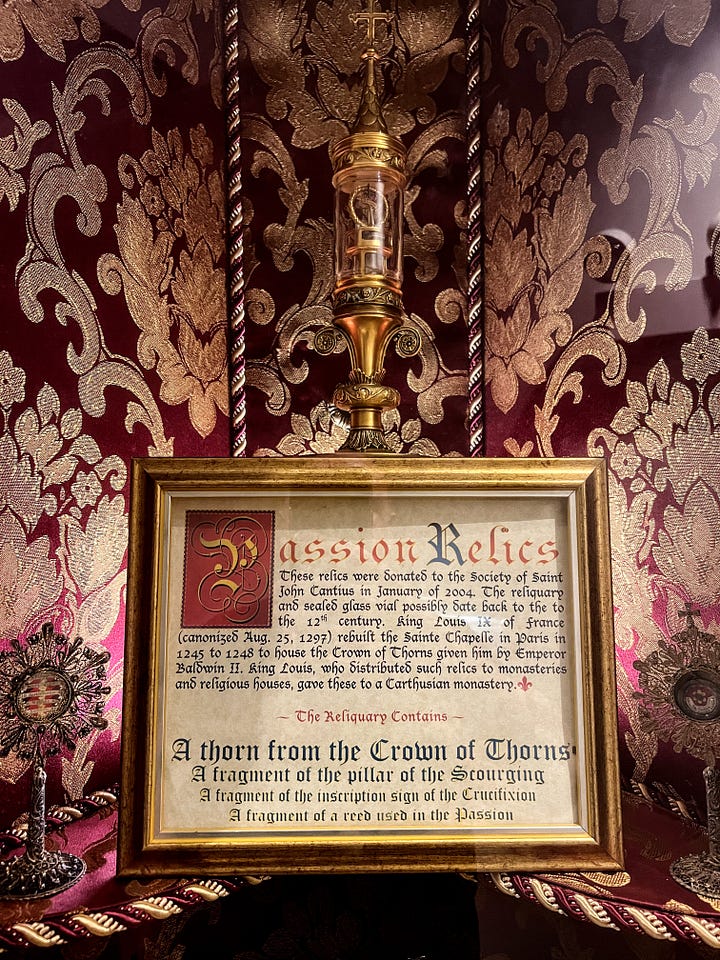 Passion Relics
These relics were donated to the Society of Saint
John Cantius in January of 2004. The reliquary
and sealed glass vial possibly date back to the to
the 12th century. King Louis IX of France
(canonized Aug. 25, 1297) rebuilt the Sainte Chapelle in Paris in
1245 to 1248 to house the Crown of Thorns given him by Emperor
Baldwin II. King Louis, who distributed such relics to monasteries
and religious houses, gave these to a Carthusian monastery.
~ The Reliquary Contains ~
A thorn from the Crown of Thorns
A fragment of the pillar of the Scourging
A fragment of the inscription sign of the Crucifixion
A fragment of a reed used in the Passion